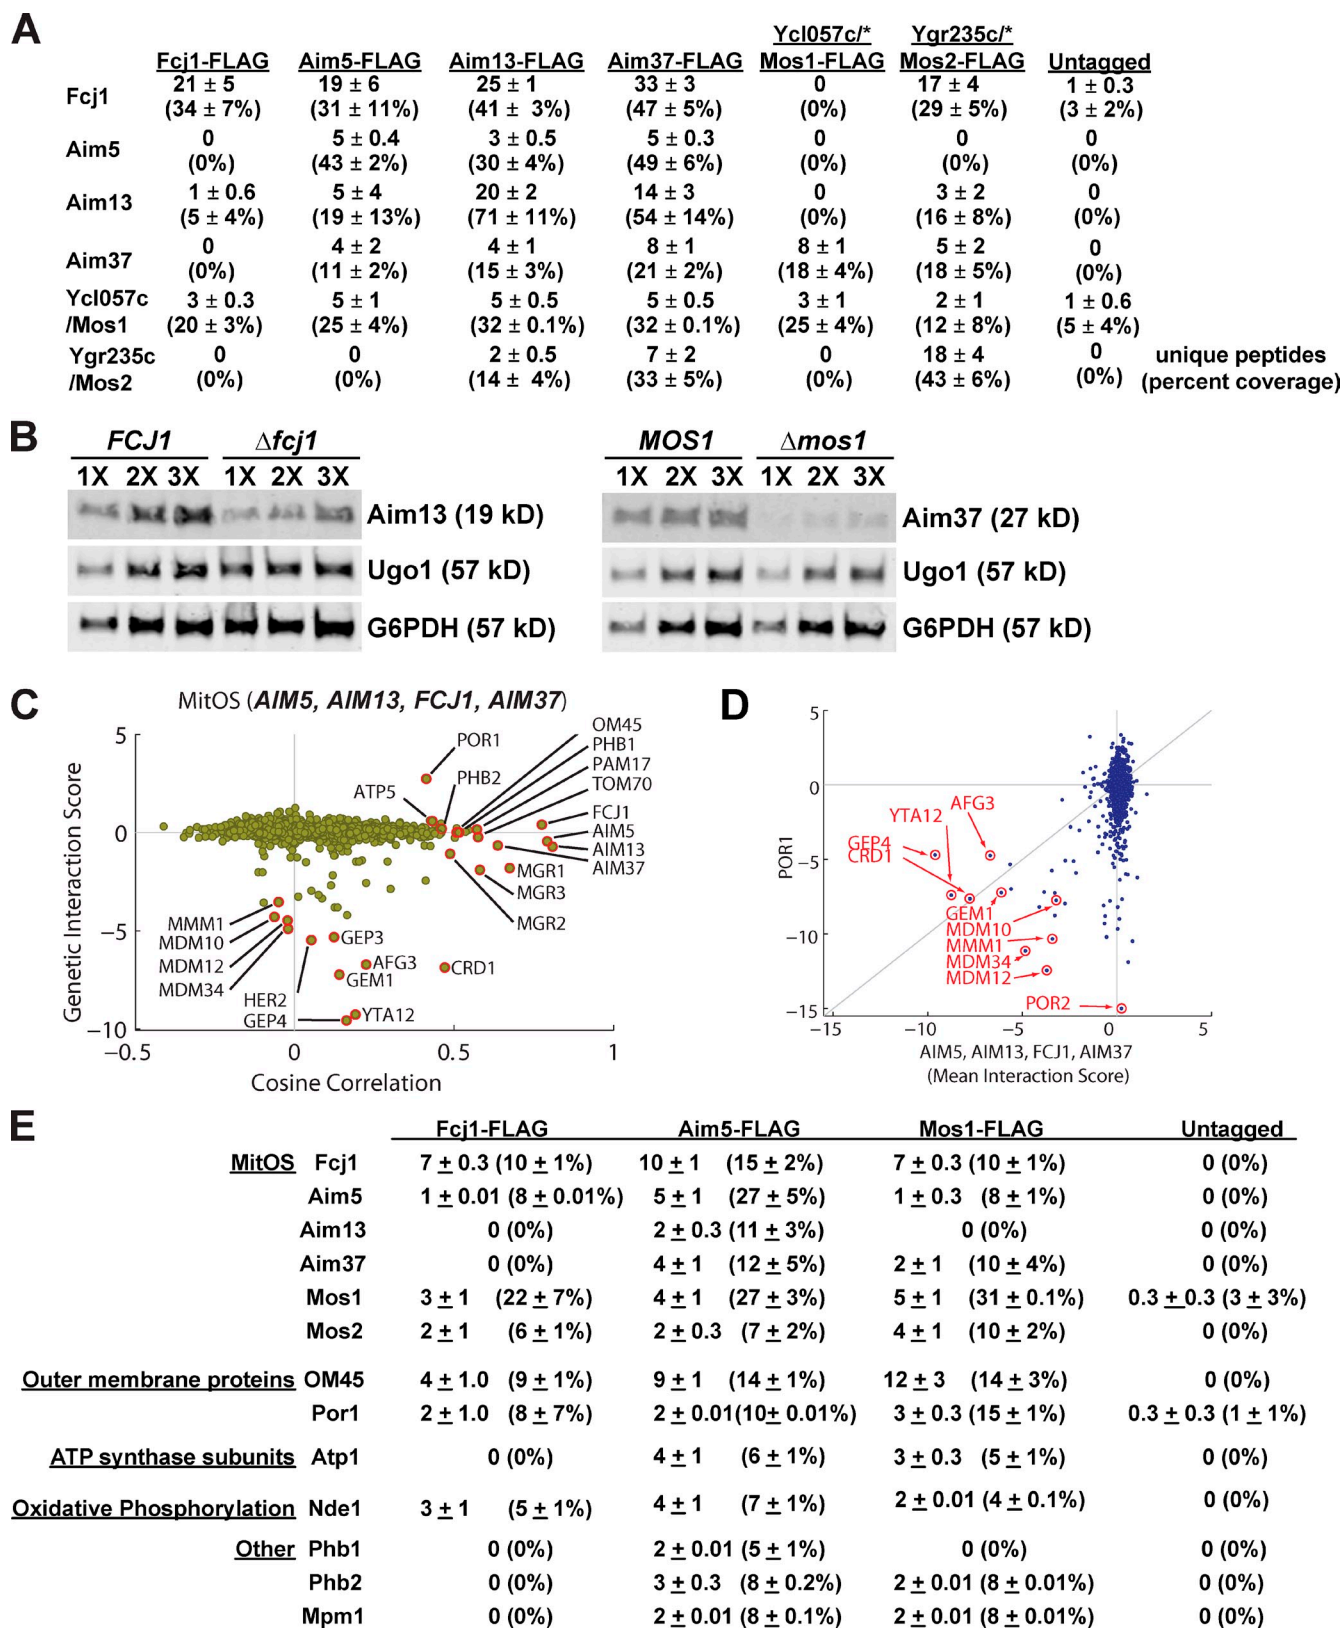 A
Ycl057c/* Ygr235c/*
Fcj1-FLAG Aim5-FLAG Aim13-FLAG Aim37-FLAG Mos1-FLAG Mos2-FLAG Untagged
Fcj1 21 ± 5 19 ± 6 25 ± 1 33 ± 3 0 17 ± 4 1 ± 0.3
(34 ± 7%) (31 ± 11%) (41 ± 3%) (47 ± 5%) (0%) (29 ± 5%) (3 ± 2%)
Aim5 0 5 ± 0.4 3 ± 0.5 5 ± 0.3 0 0 0
(0%) (43 ± 2%) (30 ± 4%) (49 ± 6%) (0%) (0%) (0%)
Aim13 1 ± 0.6 5 ± 4 20 ± 2 14 ± 3 0 3 ± 2 0
(5 ± 4%) (19 ± 13%) (71 ± 11%) (54 ± 14%) (0%) (16 ± 8%) (0%)
Aim37 0 4 ± 2 4 ± 1 8 ± 1 8 ± 1 5 ± 2 0
(0%) (11 ± 2%) (15 ± 3%) (21 ± 2%) (18 ± 4%) (18 ± 5%) (0%)
Ycl057c 3 ± 0.3 5 ± 1 5 ± 0.5 5 ± 0.5 3 ± 1 2 ± 1 1 ± 0.6
/Mos1 (20 ± 3%) (25 ± 4%) (32 ± 0.1%) (32 ± 0.1%) (25 ± 4%) (12 ± 8%) (5 ± 4%)
Ygr235c 0 0 2 ± 0.5 7 ± 2 0 18 ± 4 0 unique peptides
/Mos2 (0%) (0%) (14 ± 4%) (33 ± 5%) (0%) (43 ± 6%) (0%) (percent coverage)
B
FCJ1 Δfcj1 MOS1 Δmos1
1X 2X 3X 1X 2X 3X 1X 2X 3X 1X 2X 3X
Aim13 (19 kD) Aim37 (27 kD)
Ugo1 (57 kD) Ugo1 (57 kD)
G6PDH (57 kD) G6PDH (57 kD)
C
MitOS (AIM5, AIM13, FCJ1, AIM37)
Genetic Interaction Score
5
0
−5
−10
−0.5 0 0.5 1
Cosine Correlation
POR1
ATP5
PHB2
OM45
PHB1
PAM17
TOM70
FCJ1
AIM5
AIM13
AIM37
MGR1
MGR3
MGR2
MMM1
MDM10
MDM12
MDM34
HER2
GEP4
GEP3
AFG3
GEM1
YTA12
CRD1
D
POR1
5
0
−5
−10
−15
−15 −10 −5 0 5
AIM5, AIM13, FCJ1, AIM37
(Mean Interaction Score)
AFG3
YTA12
GEP4
CRD1
GEM1
MDM10
MMM1
MDM34
MDM12
POR2
E
Fcj1-FLAG Aim5-FLAG Mos1-FLAG Untagged
MitOS Fcj1 7 ± 0.3 (10 ± 1%) 10 ± 1 (15 ± 2%) 7 ± 0.3 (10 ± 1%) 0 (0%)
Aim5 1 ± 0.01 (8 ± 0.01%) 5 ± 1 (27 ± 5%) 1 ± 0.3 (8 ± 1%) 0 (0%)
Aim13 0 (0%) 2 ± 0.3 (11 ± 3%) 0 (0%) 0 (0%)
Aim37 0 (0%) 4 ± 1 (12 ± 5%) 2 ± 1 (10 ± 4%) 0 (0%)
Mos1 3 ± 1 (22 ± 7%) 4 ± 1 (27 ± 3%) 5 ± 1 (31 ± 0.1%) 0.3 ± 0.3 (3 ± 3%)
Mos2 2 ± 1 (6 ± 1%) 2 ± 0.3 (7 ± 2%) 4 ± 1 (10 ± 2%) 0 (0%)
Outer membrane proteins OM45 4 ± 1.0 (9 ± 1%) 9 ± 1 (14 ± 1%) 12 ± 3 (14 ± 3%) 0 (0%)
Por1 2 ± 1.0 (8 ± 7%) 2 ± 0.01 (10 ± 0.01%) 3 ± 0.3 (15 ± 1%) 0.3 ± 0.3 (1 ± 1%)
ATP synthase subunits Atp1 0 (0%) 4 ± 1 (6 ± 1%) 3 ± 0.3 (5 ± 1%) 0 (0%)
Oxidative Phosphorylation Nde1 3 ± 1 (5 ± 1%) 4 ± 1 (7 ± 1%) 2 ± 0.01 (4 ± 0.1%) 0 (0%)
Other Phb1 0 (0%) 2 ± 0.01 (5 ± 1%) 0 (0%) 0 (0%)
Phb2 0 (0%) 3 ± 0.3 (8 ± 0.2%) 2 ± 0.01 (8 ± 0.01%) 0 (0%)
Mpm1 0 (0%) 2 ± 0.01 (8 ± 0.1%) 2 ± 0.01 (8 ± 0.01%) 0 (0%)